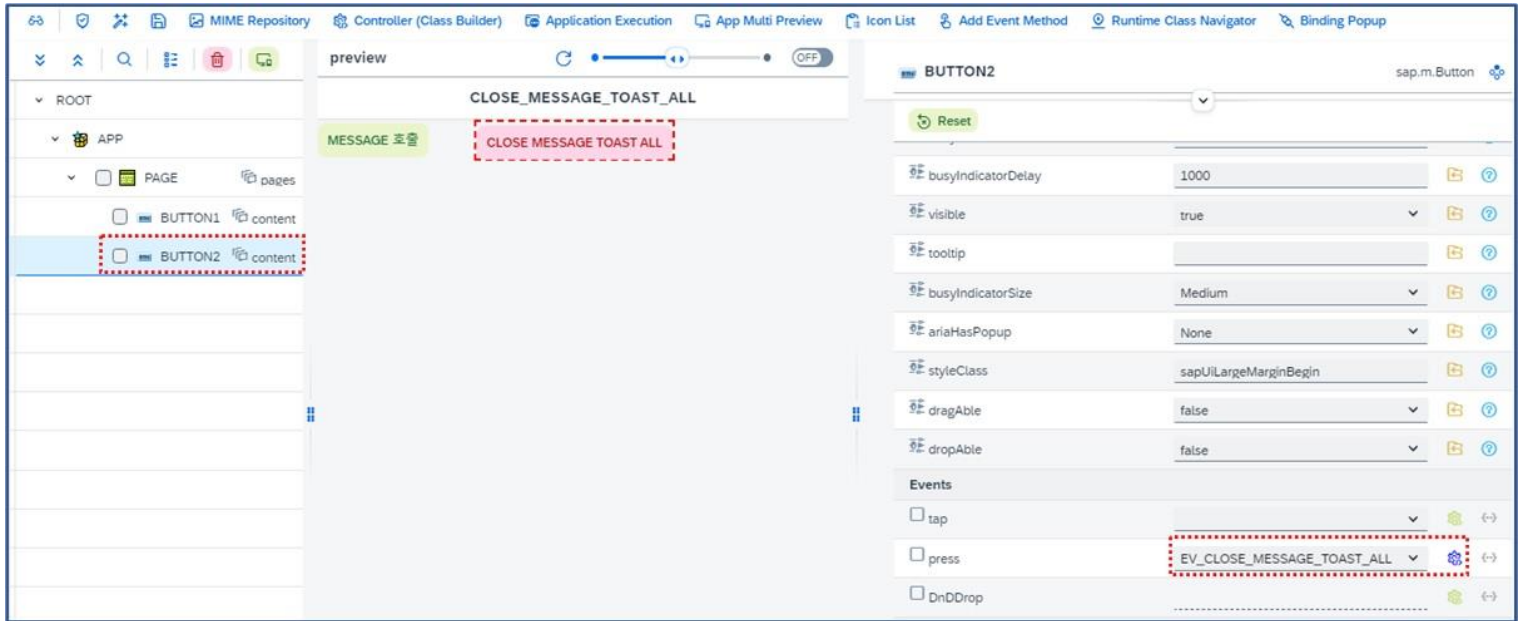 MIME Repository Controller (Class Builder) Application Execution App Multi Preview Icon List Add Event Method Runtime Class Navigator Binding Popup
preview
OFF
ROOT
APP
PAGE pages
BUTTON1 content
BUTTON2 content
CLOSE_MESSAGE_TOAST_ALL
MESSAGE 호출 CLOSE MESSAGE TOAST ALL
BUTTON2 sap.m.Button
Reset
busyIndicatorDelay 1000
visible true
tooltip
busyIndicatorSize Medium
ariaHasPopup None
styleClass sapUiLargeMarginBegin
dragAble false
dropAble false
Events
tap
press EV_CLOSE_MESSAGE_TOAST_ALL
DnDDrop